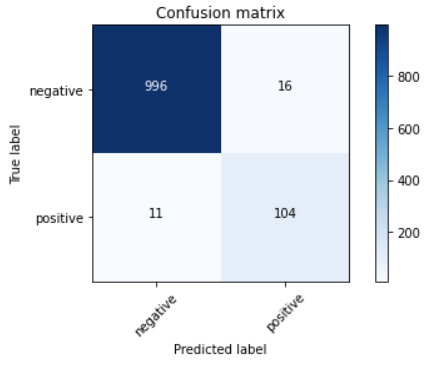 Confusion matrix
negative
996
16
positive
11
104
True label
negative
positive
Predicted label
800
600
400
200